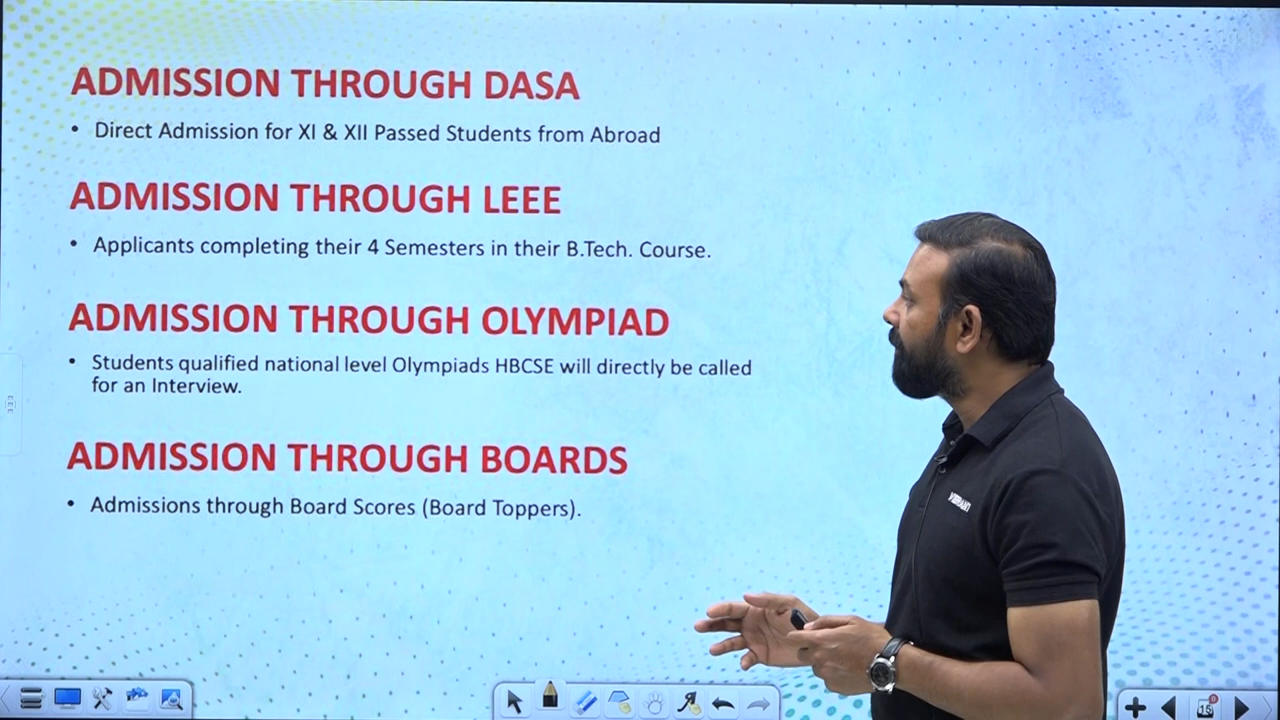 ADMISSION THROUGH DASA
• Direct Admission for XI & XII Passed Students from Abroad
ADMISSION THROUGH LEEE
• Applicants completing their 4 Semesters in their B.Tech. Course.
ADMISSION THROUGH OLYMPIAD
• Students qualified national level Olympiads HBCSE will directly be called
for an Interview.
ADMISSION THROUGH BOARDS
• Admissions through Board Scores (Board Toppers).
VIBRANT
15